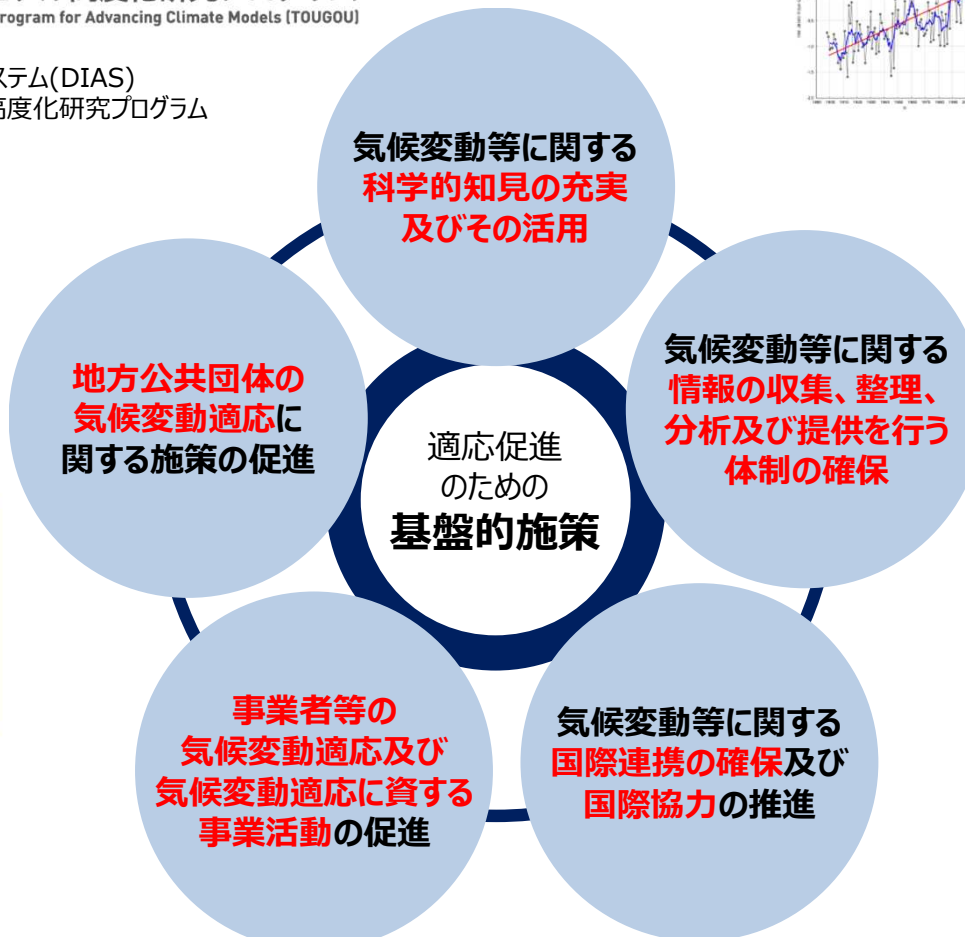 Program for Advancing Climate Models (TOUGOU)
ステム(DIAS)
高度化研究プログラム
気候変動等に関する
科学的知見の充実
及びその活用
地方公共団体の
気候変動適応に
関する施策の促進
気候変動等に関する
情報の収集、整理、
分析及び提供を行う
体制の確保
適応促進
のための
基盤的施策
事業者等の
気候変動適応及び
気候変動適応に資する
事業活動の促進
気候変動等に関する
国際連携の確保及び
国際協力の推進